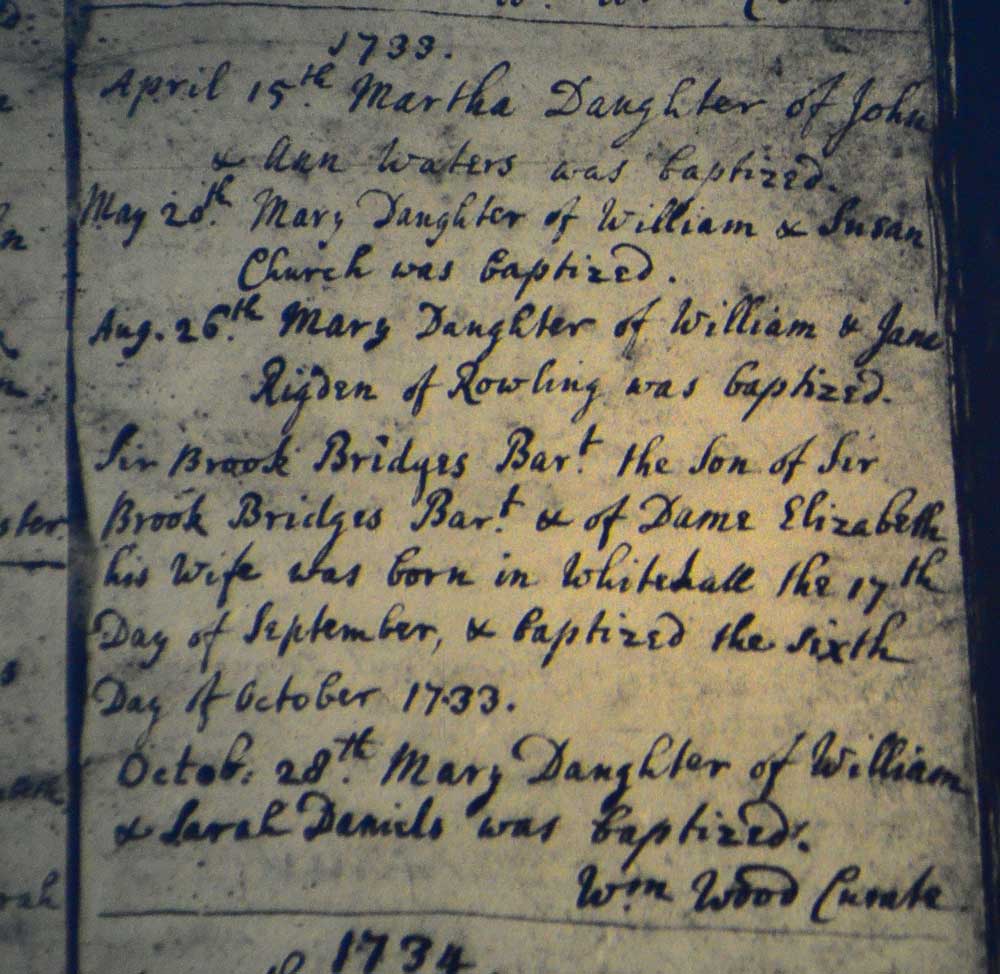 1733.
April 15th. Martha Daughter of John
& Ann Waters was baptized.
May 20th. Mary Daughter of William & Susan
Church was baptized.
Aug. 26th. Mary Daughter of William & Jane
Rigden of Rowling was baptized.
Sir Brook Bridges Bart. the Son of Sir
Brook Bridges Bart. & of Dame Elizabeth
his Wife was born in Whitehall the 17th
Day of September, & baptized the sixth
Day of October 1733.
Octob: 28th. Mary Daughter of William
& Sarah Daniels was baptized.
Wm Wood Curate
1734